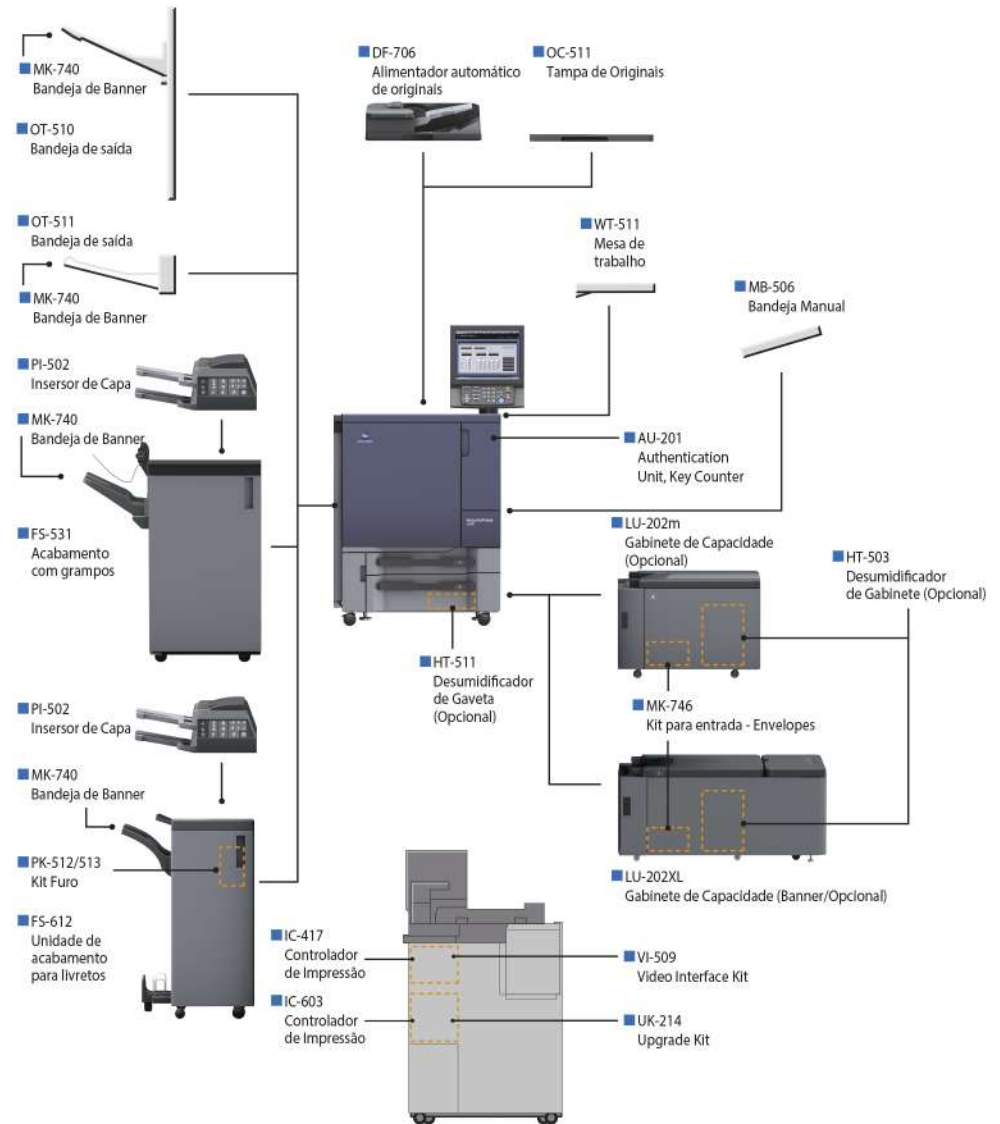 MK-740
Bandeja de Banner
OT-510
Bandeja de saída
OT-511
Bandeja de saída
MK-740
Bandeja de Banner
PI-502
Insersor de Capa
MK-740
Bandeja de Banner
FS-531
Acabamento
com grampos
PI-502
Insersor de Capa
MK-740
Bandeja de Banner
PK-512/513
Kit Furo
FS-612
Unidade de
acabamento
para livretos
DF-706
Alimentador automático
de originais
OC-511
Tampa de Originais
WT-511
Mesa de
trabalho
MB-506
Bandeja Manual
AU-201
Authentication
Unit, Key Counter
LU-202m
Gabinete de Capacidade
(Opcional)
HT-503
Desumidificador
de Gabinete (Opcional)
HT-511
Desumidificador
de Gaveta
(Opcional)
MK-746
Kit para entrada - Envelopes
LU-202XL
Gabinete de Capacidade (Banner/Opcional)
IC-417
Controlador
de Impressão
IC-603
Controlador
de Impressão
VI-509
Video Interface Kit
UK-214
Upgrade Kit